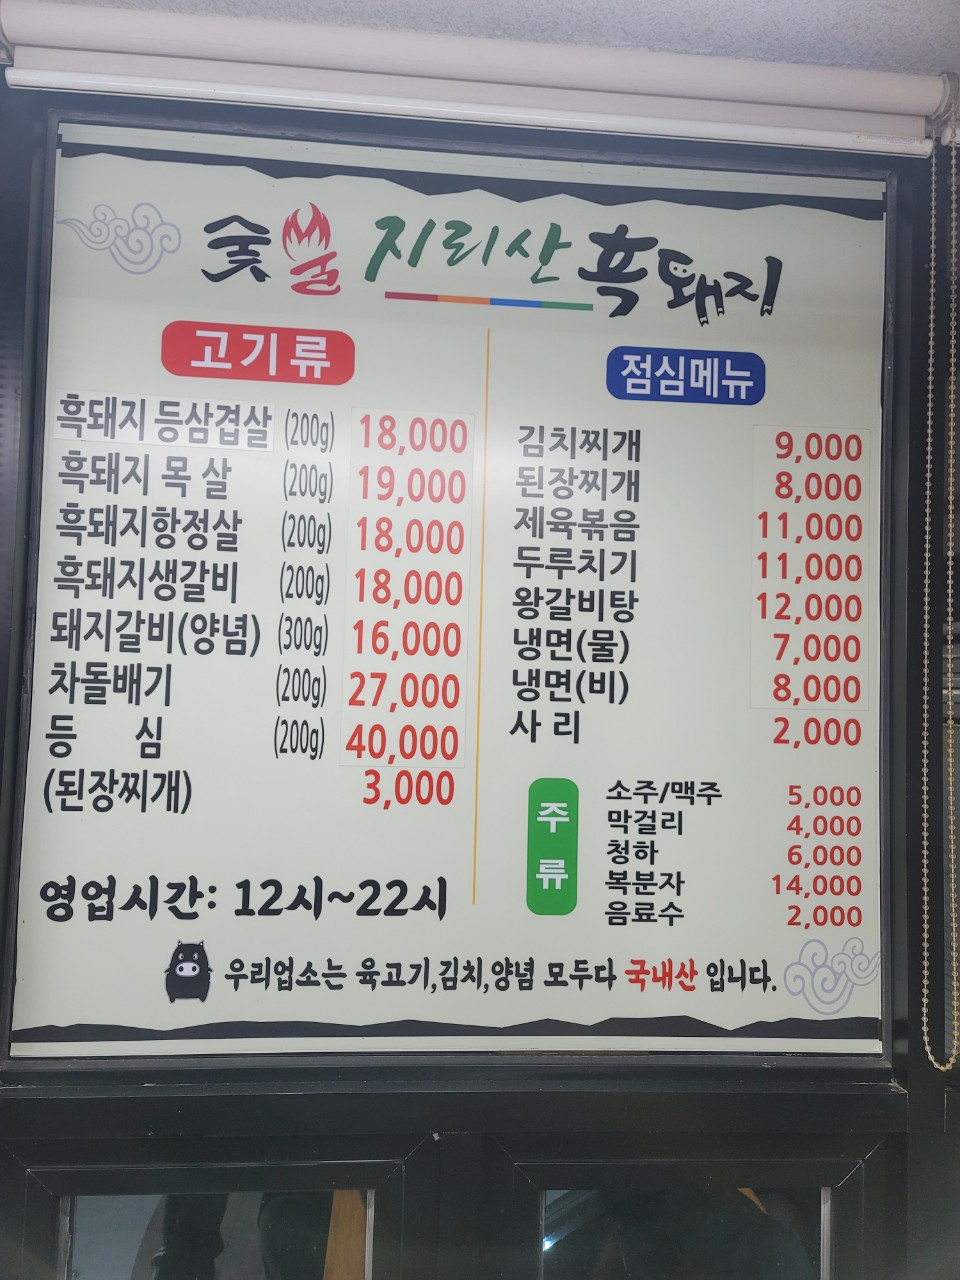 숯불 지리산 흑돼지
고기류
흑돼지 등삼겹살 (200g) 18,000
흑돼지 목 살 (200g) 19,000
흑돼지항정살 (200g) 18,000
흑돼지생갈비 (200g) 18,000
돼지갈비(양념) (300g) 16,000
차돌배기 (200g) 27,000
등 심 (200g) 40,000
(된장찌개) 3,000
영업시간: 12시~22시
점심메뉴
김치찌개 9,000
된장찌개 8,000
제육볶음 11,000
두루치기 11,000
왕갈비탕 12,000
냉면(물) 7,000
냉면(비) 8,000
사 리 2,000
주류
소주/맥주 5,000
막걸리 4,000
청하 6,000
복분자 14,000
음료수 2,000
우리업소는 육고기,김치,양념 모두다 국내산 입니다.